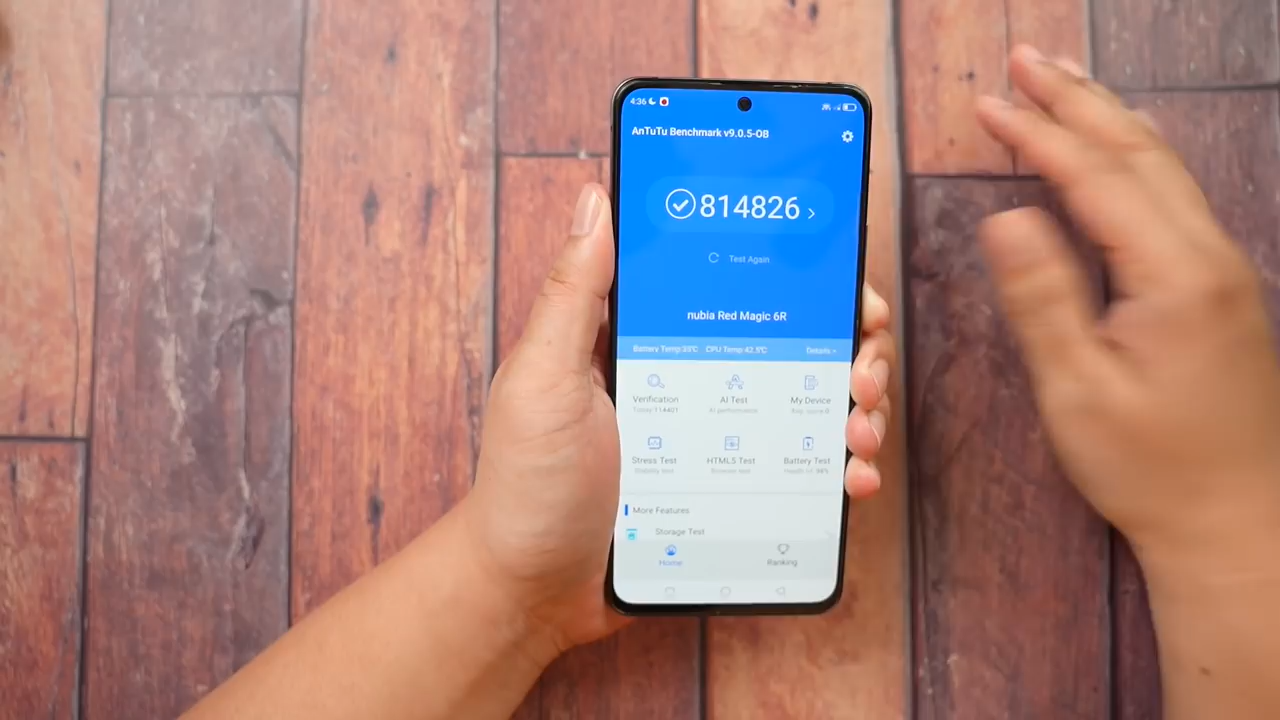 4:36
AnTuTu Benchmark v9.0.5-OB
814826
Test Again
nubia Red Magic 6R
Battery Temp:33°C CPU Temp:42.5°C Details
Verification AI Test My Device
AI performance
Stress Test HTML5 Test Battery Test
More Features
Storage Test
Home Ranking